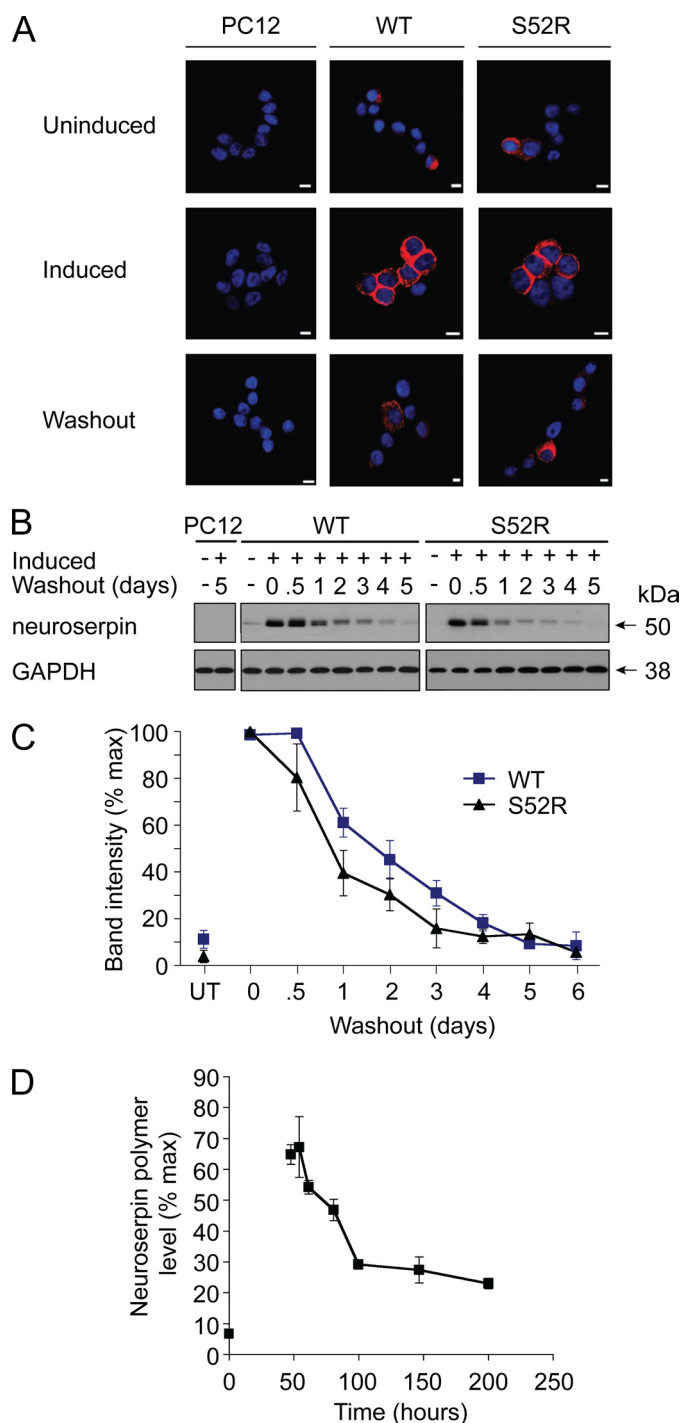 A
PC12 WT S52R
Uninduced
Induced
Washout
B
PC12 WT S52R
Induced - + - + + + + + + + - + + + + + + +
Washout (days) - 5 - 0 .5 1 2 3 4 5 - 0 .5 1 2 3 4 5 kDa
neuroserpin 50
GAPDH 38
C
100
80
60
40
20
0
Band intensity (% max)
WT
S52R
UT 0 .5 1 2 3 4 5 6
Washout (days)
D
90
80
70
60
50
40
30
20
10
0
Neuroserpin polymer
level (% max)
0 50 100 150 200 250
Time (hours)